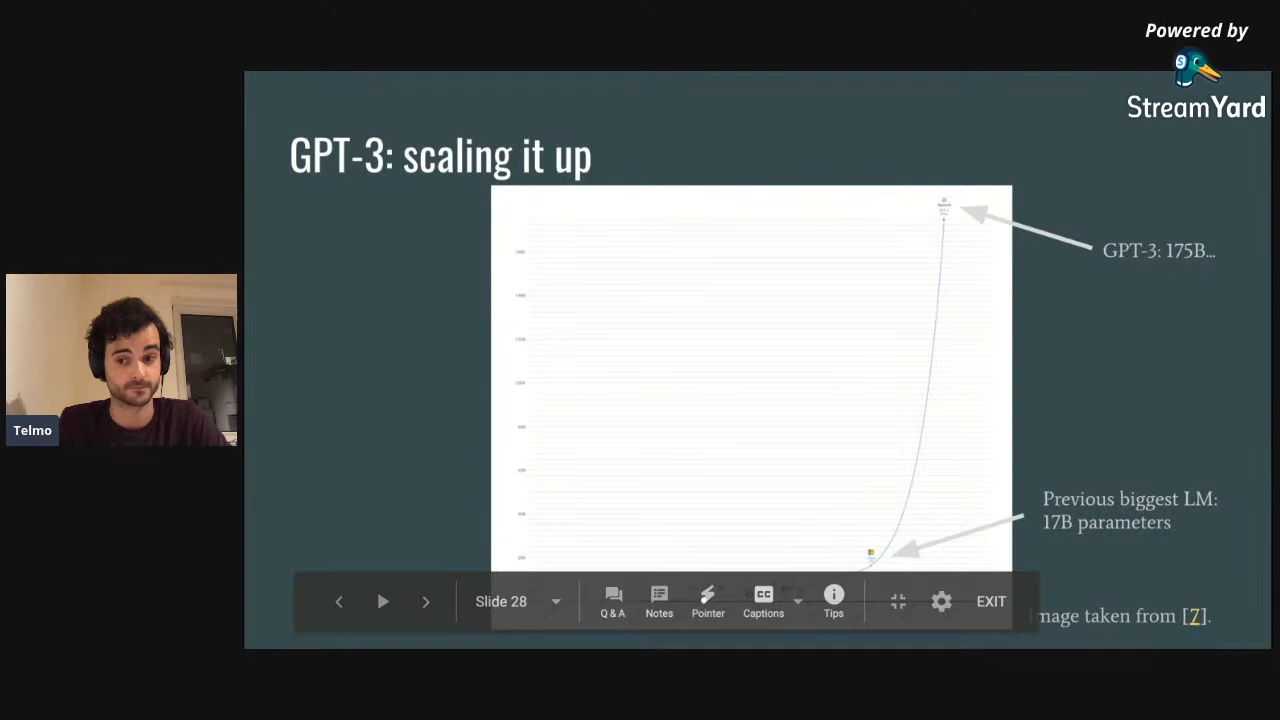 Powered by
StreamYard
GPT-3: scaling it up
GPT-3: 175B...
Previous biggest LM:
17B parameters
Telmo
Slide 28
Q & A
Notes
Pointer
CC
Captions
Tips
EXIT
mage taken from [7].